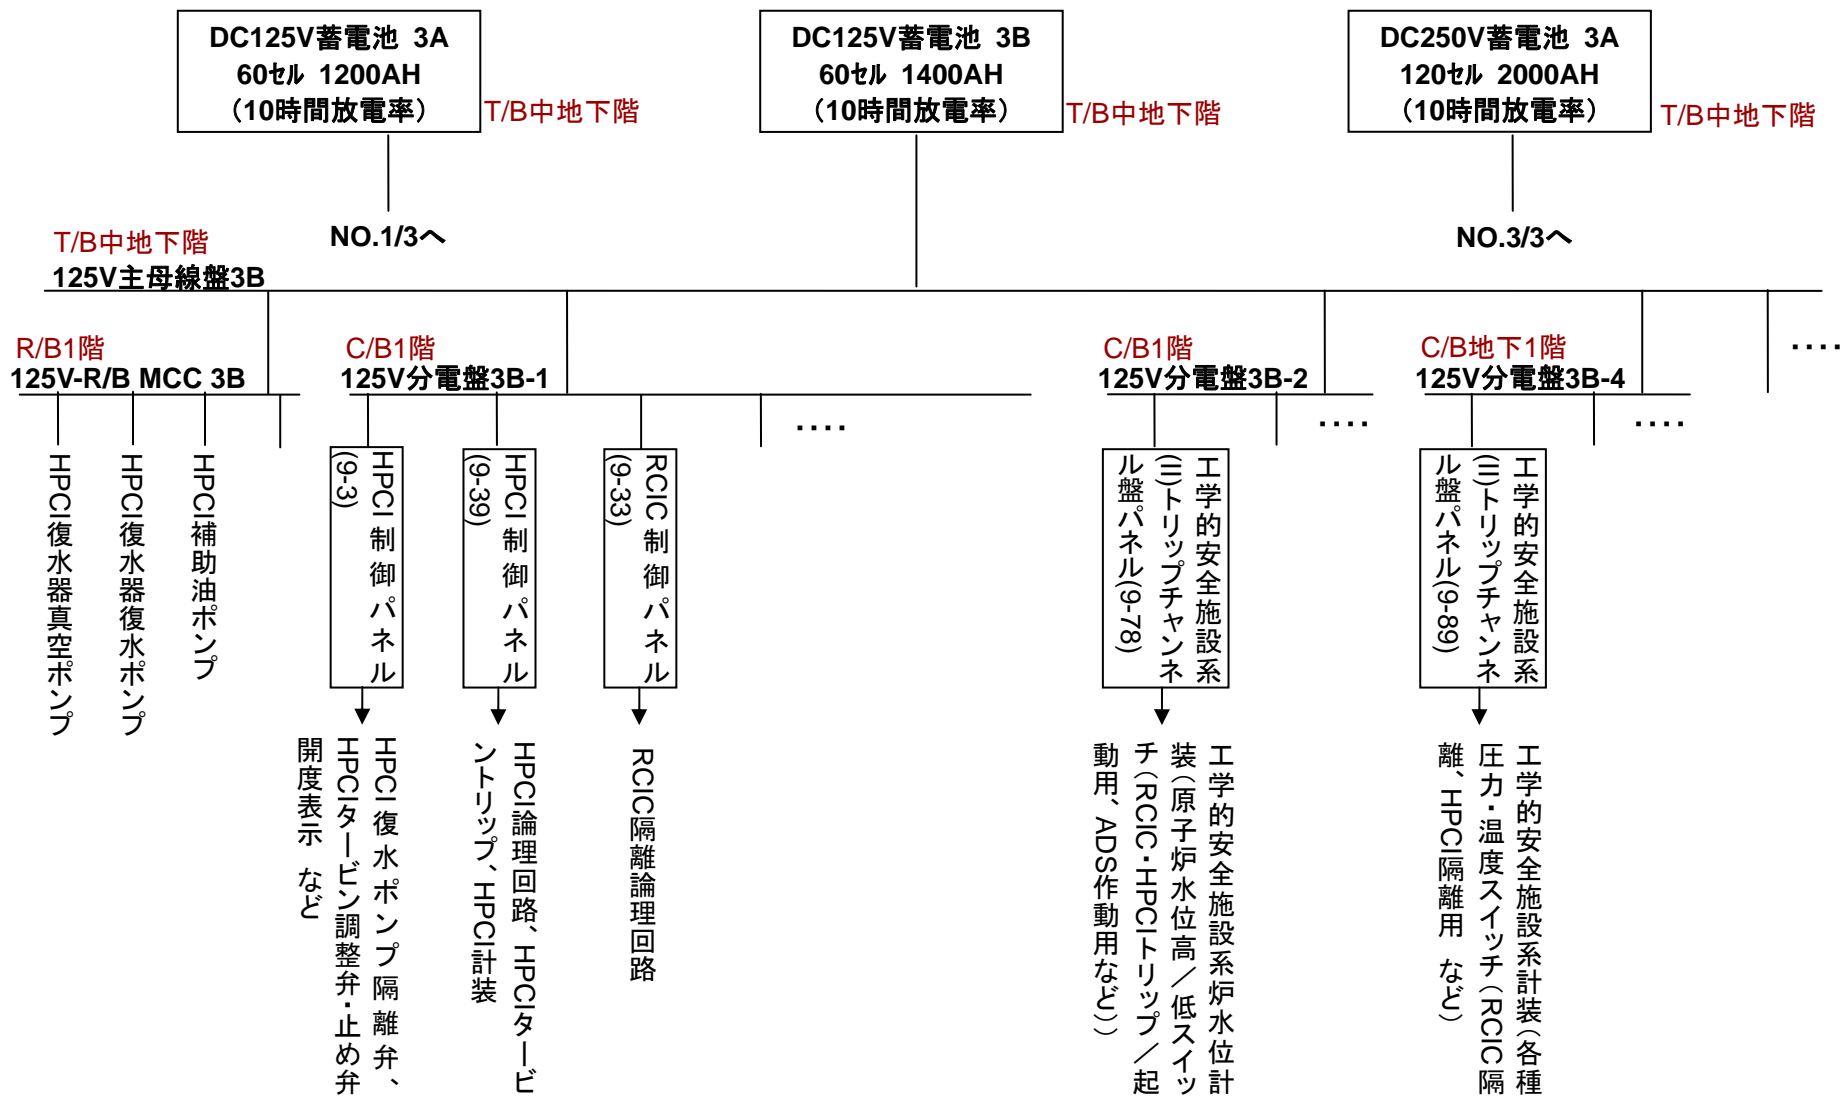 DC125V蓄電池 3A
60ｾﾙ 1200AH
（10時間放電率）
T/B中地下階
DC125V蓄電池 3B
60ｾﾙ 1400AH
（10時間放電率）
T/B中地下階
DC250V蓄電池 3A
120ｾﾙ 2000AH
（10時間放電率）
T/B中地下階
NO.1/3へ
NO.3/3へ
T/B中地下階
125V主母線盤3B
R/B1階
125V-R/B MCC 3B
C/B1階
125V分電盤3B-1
C/B1階
125V分電盤3B-2
C/B地下1階
125V分電盤3B-4
‥‥
‥‥
‥‥
‥‥
HPCI復水器真空ポンプ
HPCI復水器復水ポンプ
HPCI補助油ポンプ
HPCI制御パネル
(9-3)
HPCI制御パネル
(9-39)
RCIC制御パネル
(9-33)
工学的安全施設系
(II)トリップチャンネ
ル盤パネル(9-78)
工学的安全施設系
(II)トリップチャンネ
ル盤パネル(9-89)
HPCI復水ポンプ隔離弁、
HPCIタービン調整弁・止め弁
開度表示 など
HPCI論理回路、HPCIタービ
ントリップ、HPCI計装
RCIC隔離論理回路
工学的安全施設系炉水位計
装（原子炉水位高／低スイッ
チ（RCIC・HPCIトリップ／起
動用、ADS作動用など））
工学的安全施設系計装（各種
圧力・温度スイッチ（RCIC隔
離、HPCI隔離用 など）